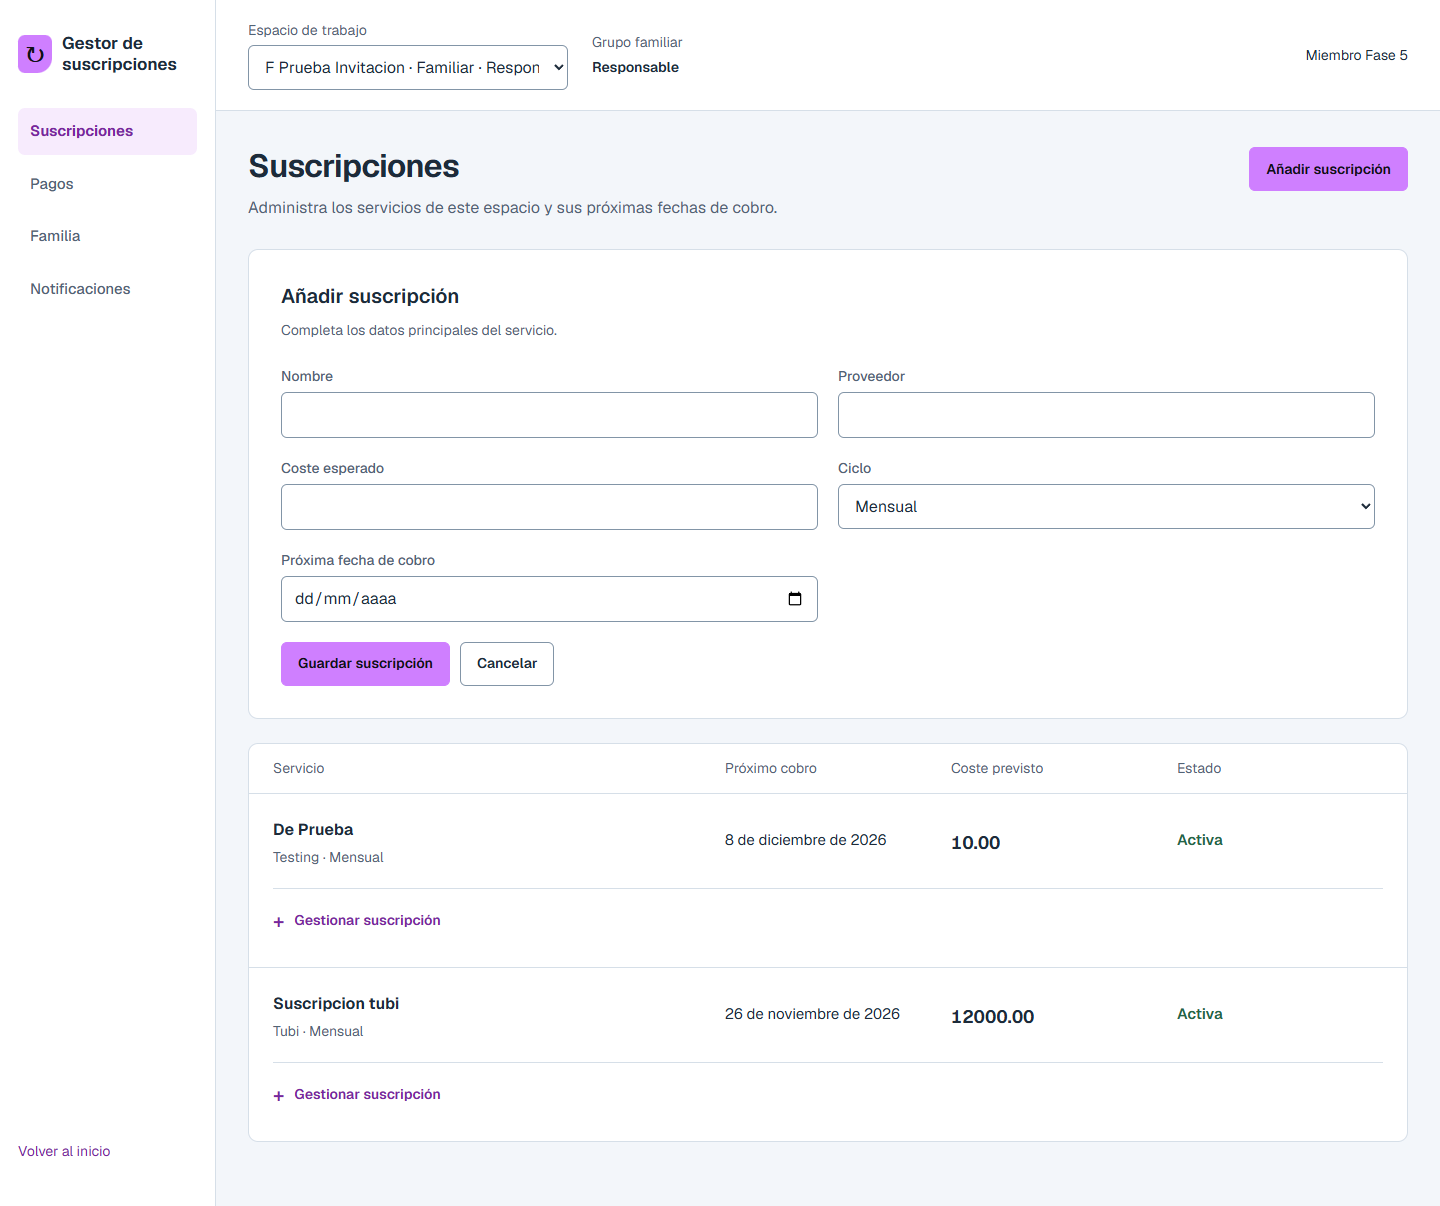 Gestor de
suscripciones
Suscripciones
Pagos
Familia
Notificaciones
Volver al inicio
Espacio de trabajo
F Prueba Invitacion · Familiar · Respon
Grupo familiar
Responsable
Miembro Fase 5
Suscripciones
Administra los servicios de este espacio y sus próximas fechas de cobro.
Añadir suscripción
Añadir suscripción
Completa los datos principales del servicio.
Nombre
Proveedor
Coste esperado
Ciclo
Mensual
Próxima fecha de cobro
dd/mm/aaaa
Guardar suscripción
Cancelar
Servicio
Próximo cobro
Coste previsto
Estado
De Prueba
Testing · Mensual
8 de diciembre de 2026
10.00
Activa
+ Gestionar suscripción
Suscripcion tubi
Tubi · Mensual
26 de noviembre de 2026
12000.00
Activa
+ Gestionar suscripción